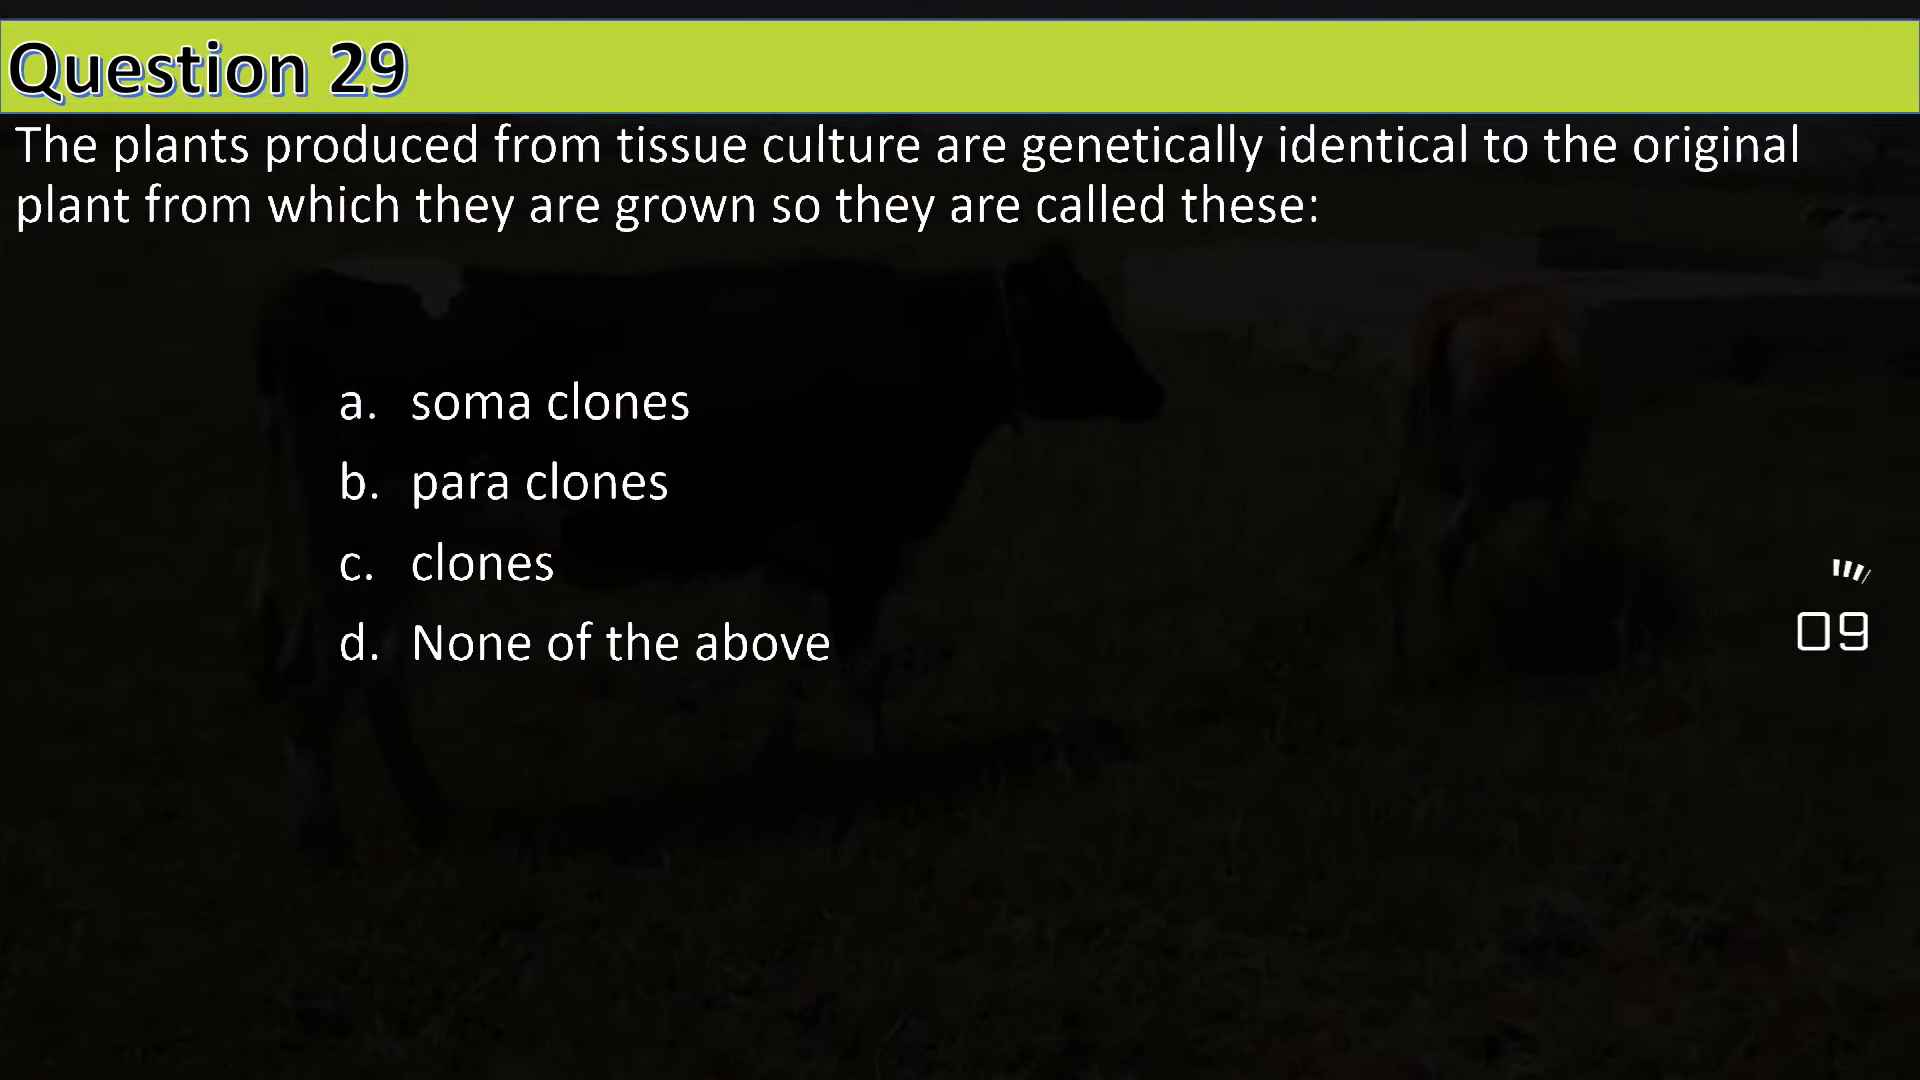 Question 29
The plants produced from tissue culture are genetically identical to the original
plant from which they are grown so they are called these:
a. soma clones
b. para clones
c. clones
d. None of the above
09